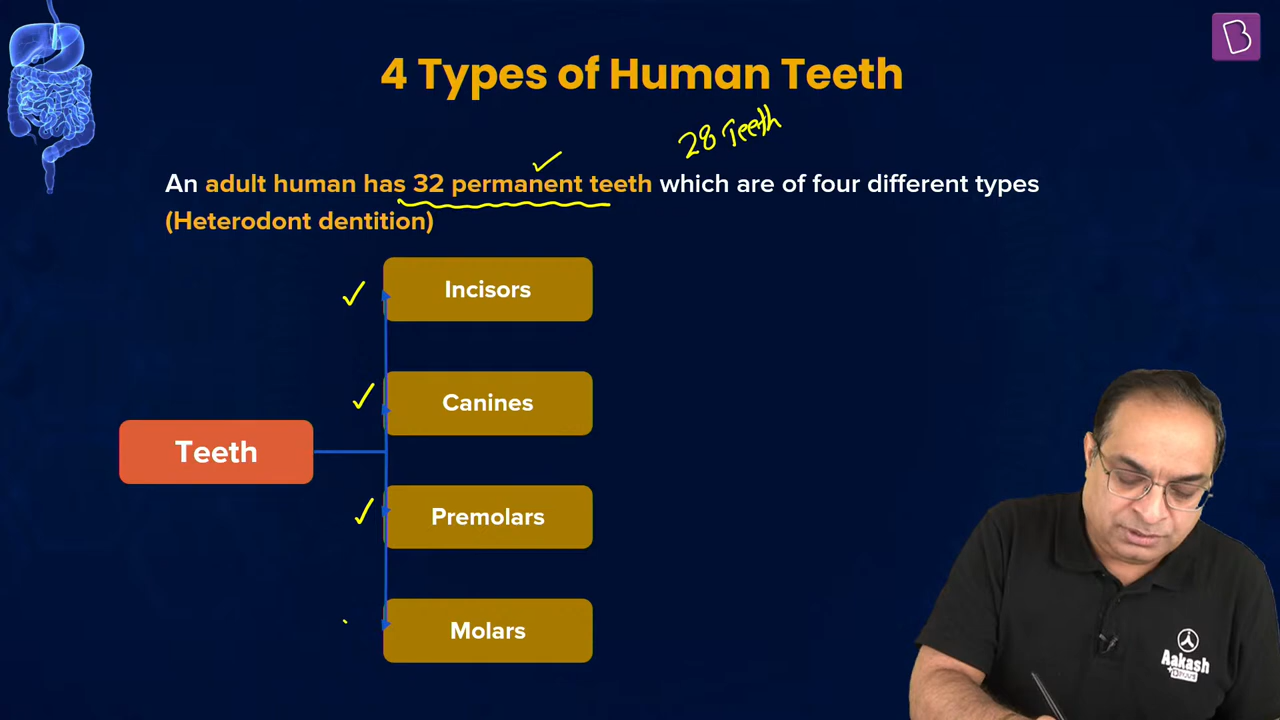 4 Types of Human Teeth
28 Teeth
An adult human has 32 permanent teeth which are of four different types
(Heterodont dentition)
Incisors
Canines
Teeth
Premolars
Molars
Aakash